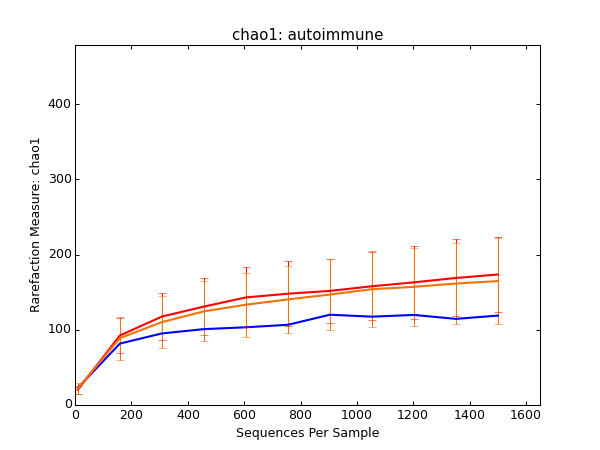 chao1: autoimmune
Rarefaction Measure: chao1
400
300
200
100
0
0 200 400 600 800 1000 1200 1400 1600
Sequences Per Sample